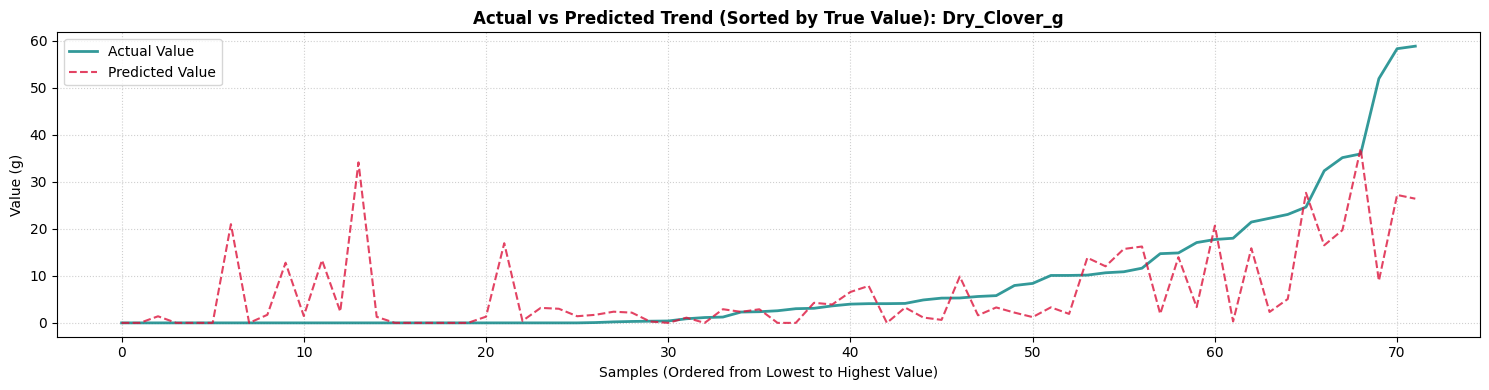 Actual vs Predicted Trend (Sorted by True Value): Dry_Clover_g
Actual Value
Predicted Value
Value (g)
60
50
40
30
20
10
0
0 10 20 30 40 50 60 70
Samples (Ordered from Lowest to Highest Value)